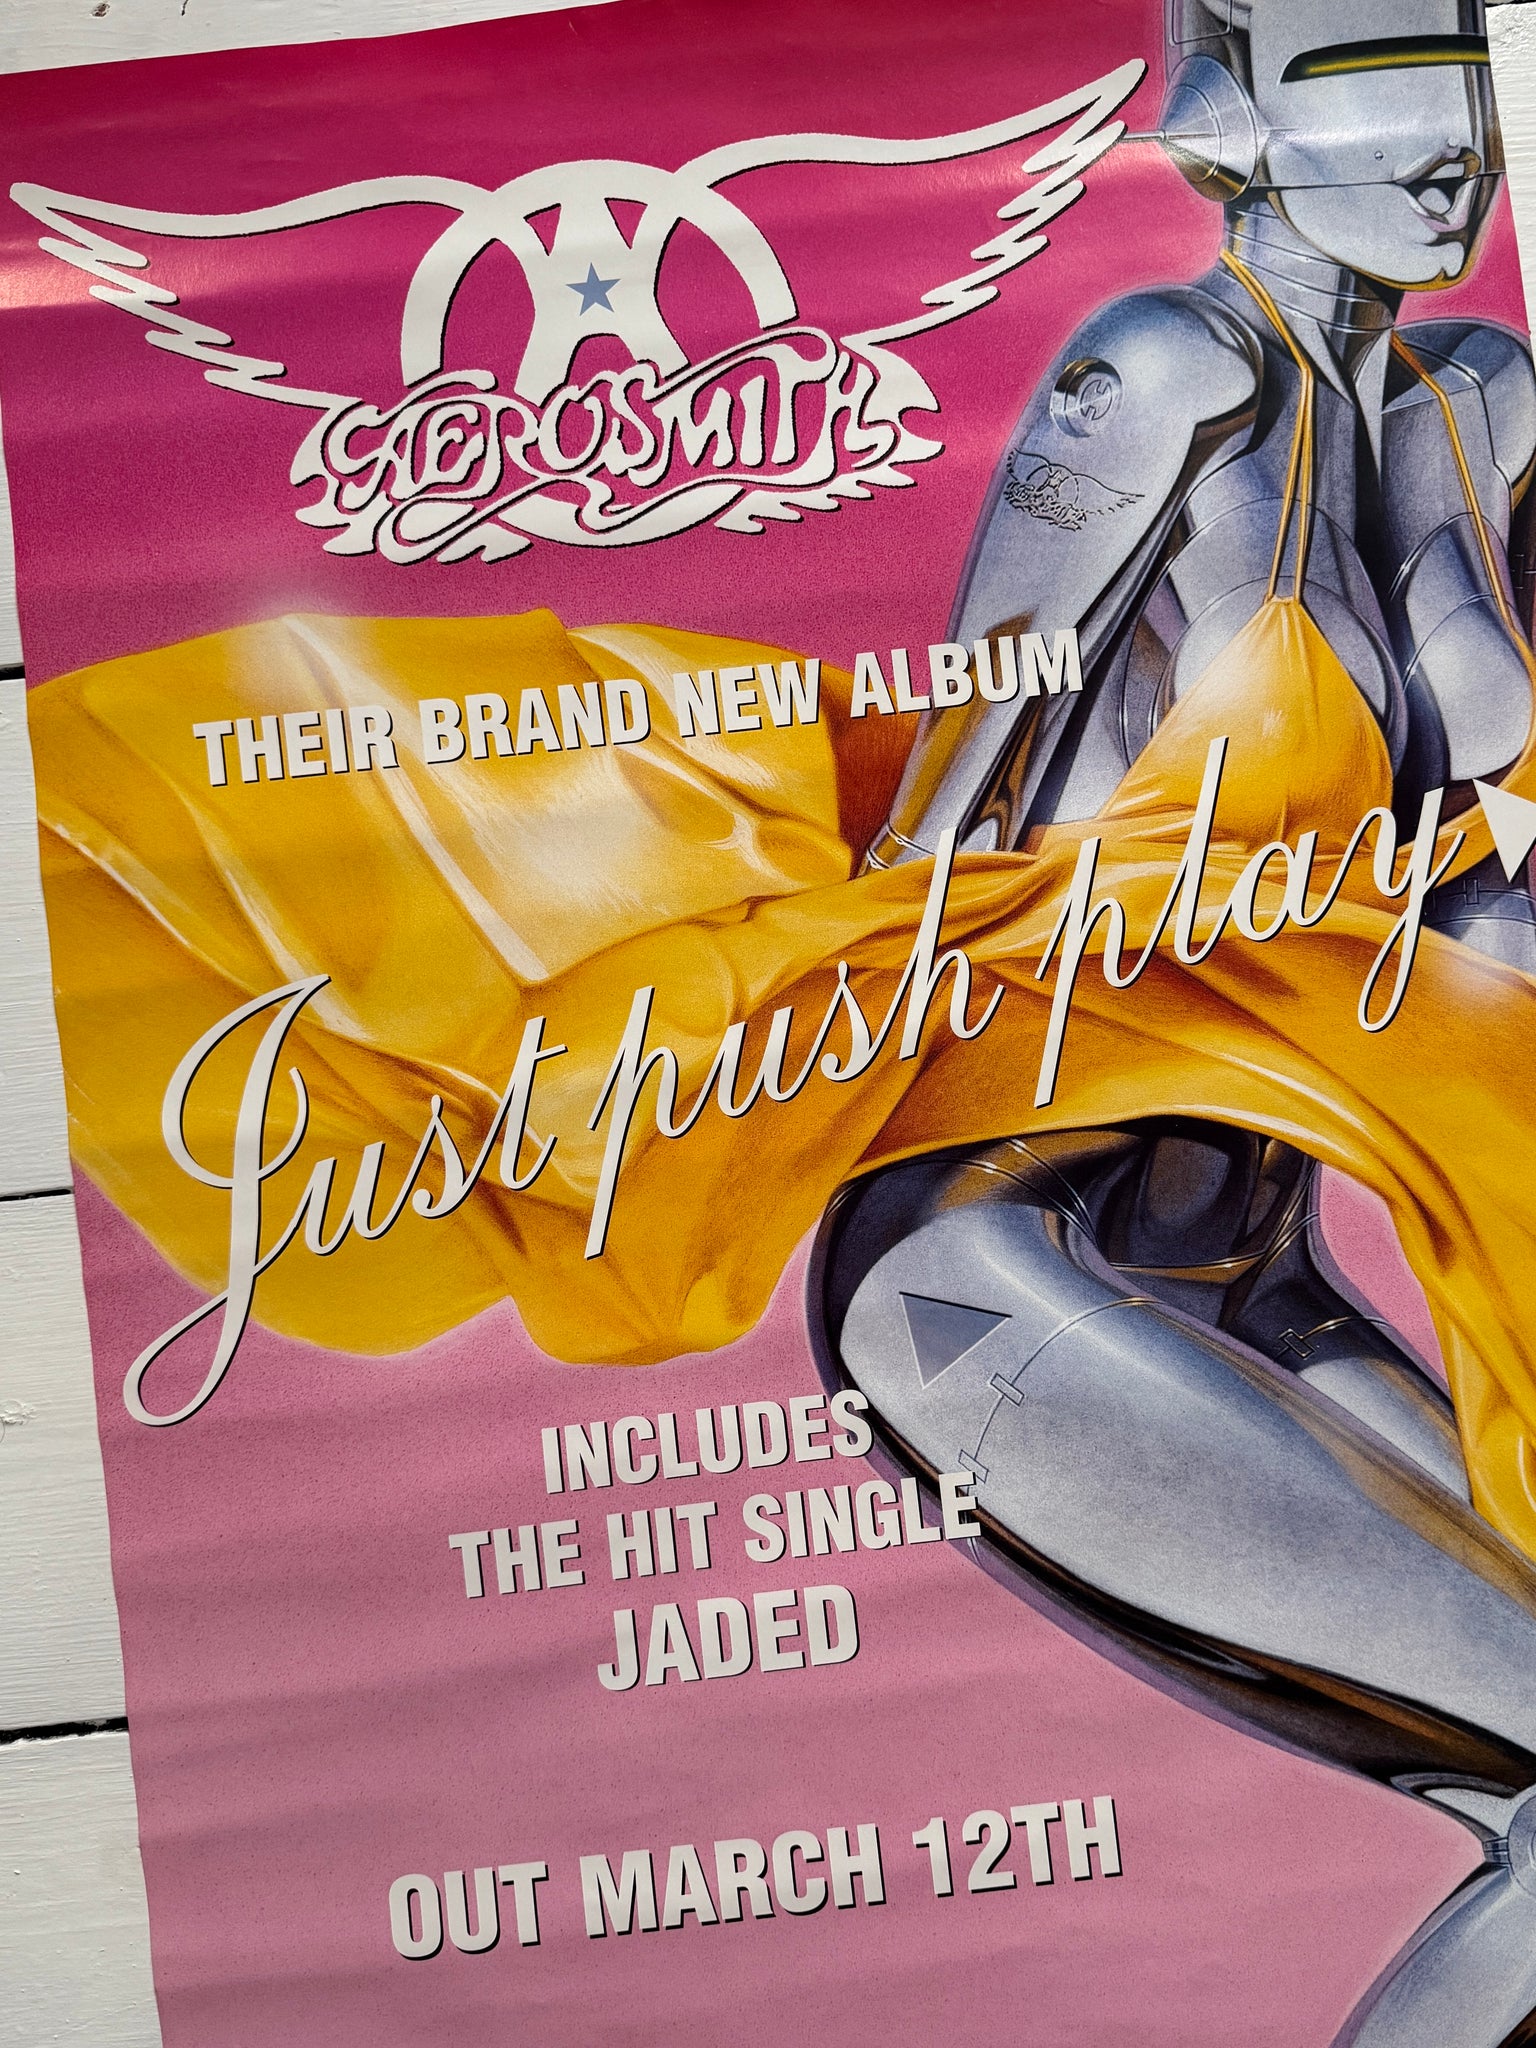 AEROSMITH
THEIR BRAND NEW ALBUM
Just push play
INCLUDES
THE HIT SINGLE
JADED
OUT MARCH 12TH